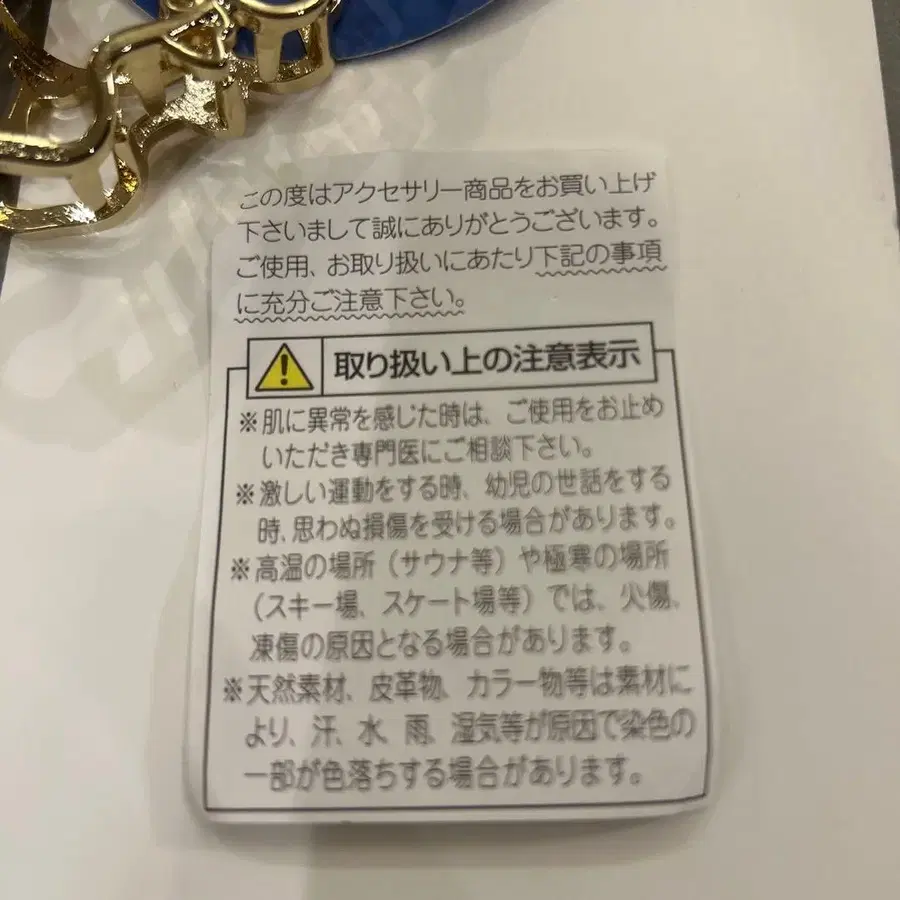 この度はアクセサリー商品をお買い上げ
下さいまして誠にありがとうございます。
ご使用、お取り扱いにあたり下記の事項
に充分ご注意下さい。
取り扱い上の注意表示
※肌に異常を感じた時は、ご使用をお止め
いただき専門医にご相談下さい。
※激しい運動をする時、幼児の世話をする
時、思わぬ損傷を受ける場合があります。
※高温の場所（サウナ等）や極寒の場所
（スキー場、スケート場等）では、火傷、
凍傷の原因となる場合があります。
※天然素材、皮革物、カラー物等は素材に
より、汗、水、雨、湿気等が原因で染色の
一部が色落ちする場合があります。